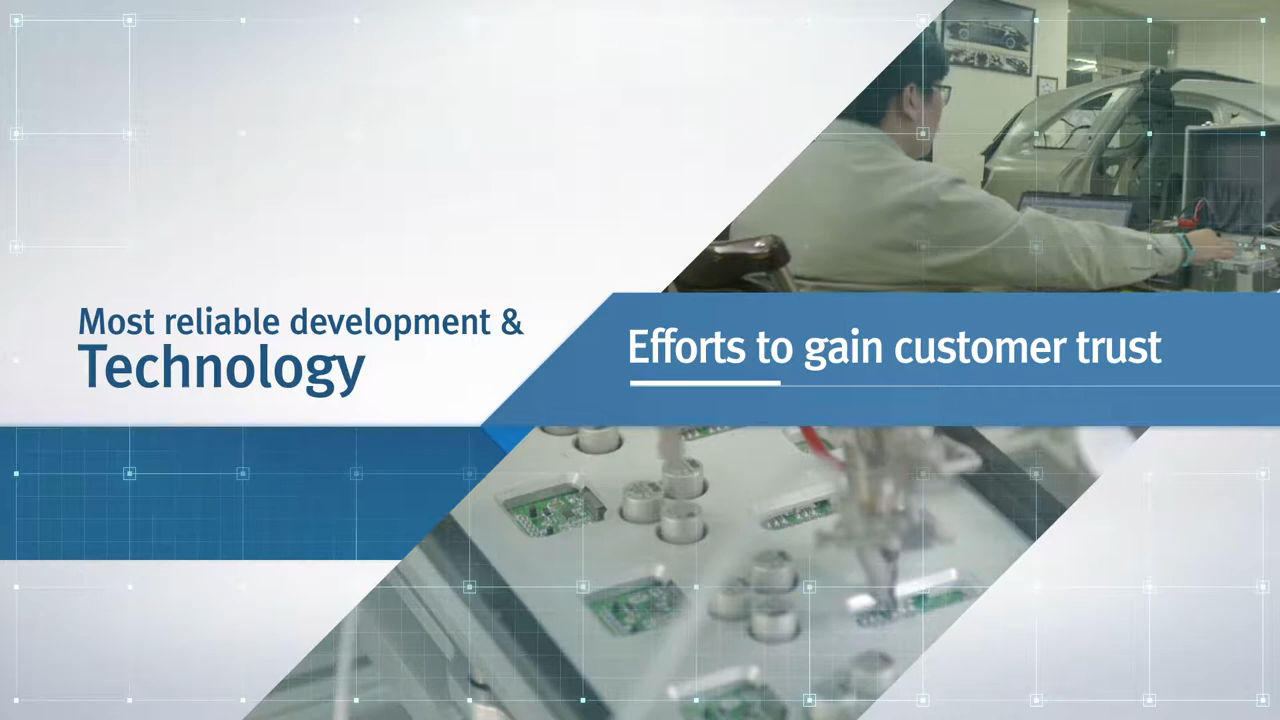 Most reliable development &
Technology
Efforts to gain customer trust